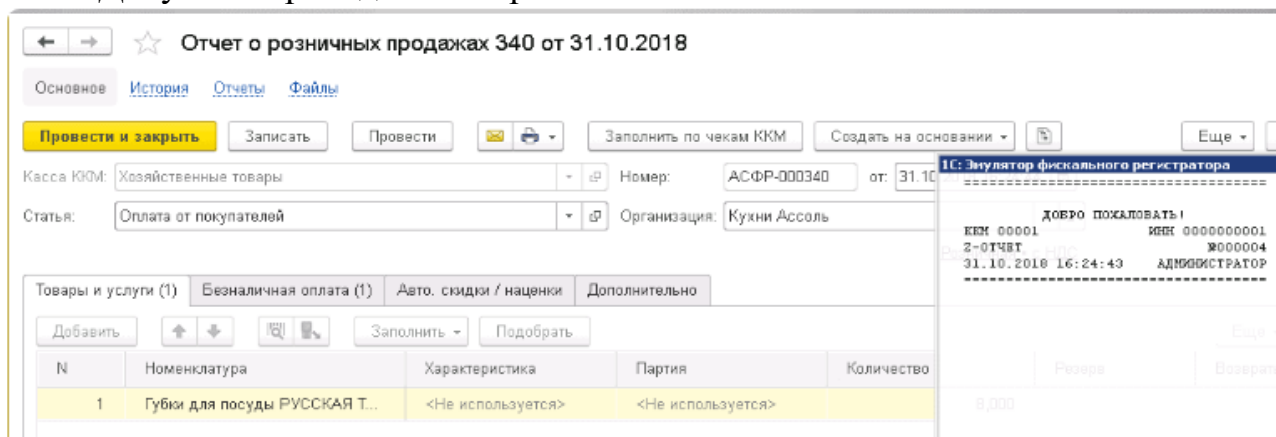 Отчет о розничных продажах 340 от 31.10.2018
Основное История Отчеты Файлы
Провести и закрыть Записать Провести Заполнить по чекам ККМ Создать на основании Еще
Касса ККМ: Хозяйственные товары Номер: АСФР-000340 от: 31.10
Статья: Оплата от покупателей Организация: Кухни Ассоль
1С: Эмулятор фискального регистратора
==================================
ДОБРО ПОЖАЛОВАТЬ!
ККМ 00001 ИНН 0000000001
Z-ОТЧЕТ №000004
31.10.2018 16:24:43 АДМИНИСТРАТОР
==================================
Товары и услуги (1) Безналичная оплата (1) Авто. скидки / наценки Дополнительно
Добавить Заполнить Подобрать Еще
N Номенклатура Характеристика Партия Количество Резерв Возврат
1 Губки для посуды РУССКАЯ Т... <Не используется> <Не используется> 8,000